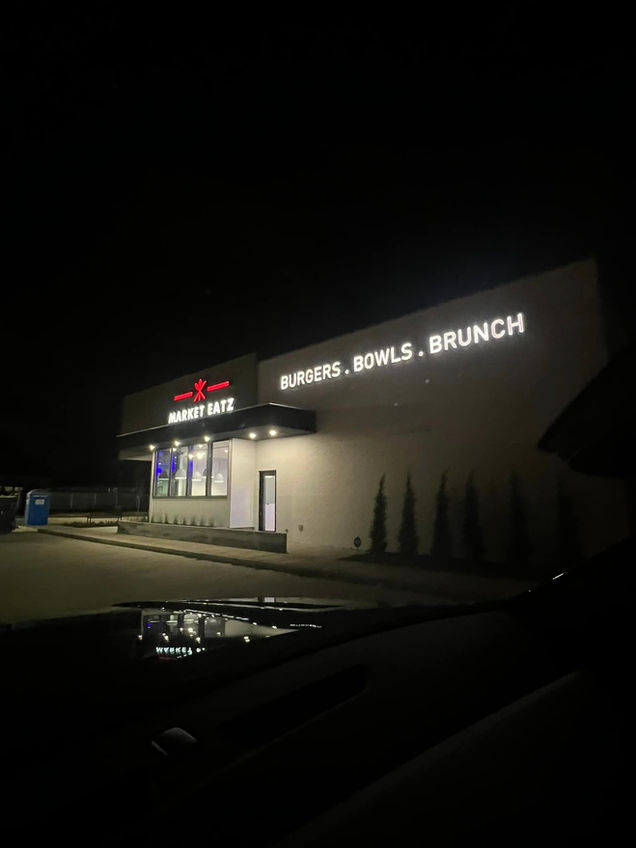 MARKET EATZ
BURGERS . BOWLS . BRUNCH